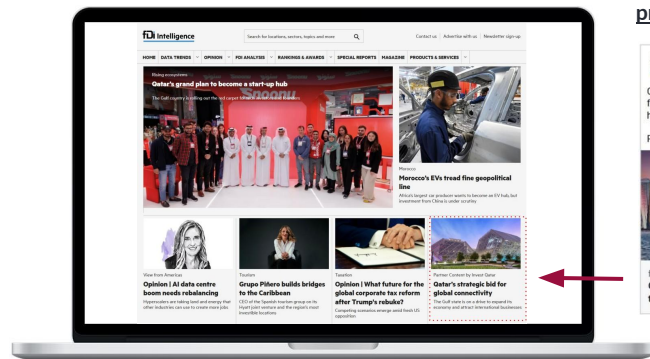 fDi Intelligence
Search for locations, sectors, topics and more
Contact us Advertise with us Newsletter sign-up
HOME DATA TRENDS OPINION FDI ANALYSIS RANKINGS & AWARDS SPECIAL REPORTS MAGAZINE PRODUCTS & SERVICES
Rising ecosystems
Qatar's grand plan to become a start-up hub
Snoonu
Morocco
Morocco's EVs tread fine geopolitical
line
Africa's largest car producer wants to become an EV hub, but
investment from China is under scrutiny
View from Americas
Opinion | AI data centre
boom needs rebalancing
Hyperscalers are taking land and energy that
other industries can use to create more jobs
Tourism
Grupo Piñero builds bridges
to the Caribbean
CEO of the Spanish tourism group on its
Hyatt joint venture and the region's most
investible locations
Taxation
Opinion | What future for the
global corporate tax reform
after Trump's rebuke?
Competing scenarios emerge amid fresh US
opposition
Partner Content by Invest Qatar
Qatar's strategic bid for
global connectivity
The Gulf state is on a drive to expand its
economy and attract international businesses